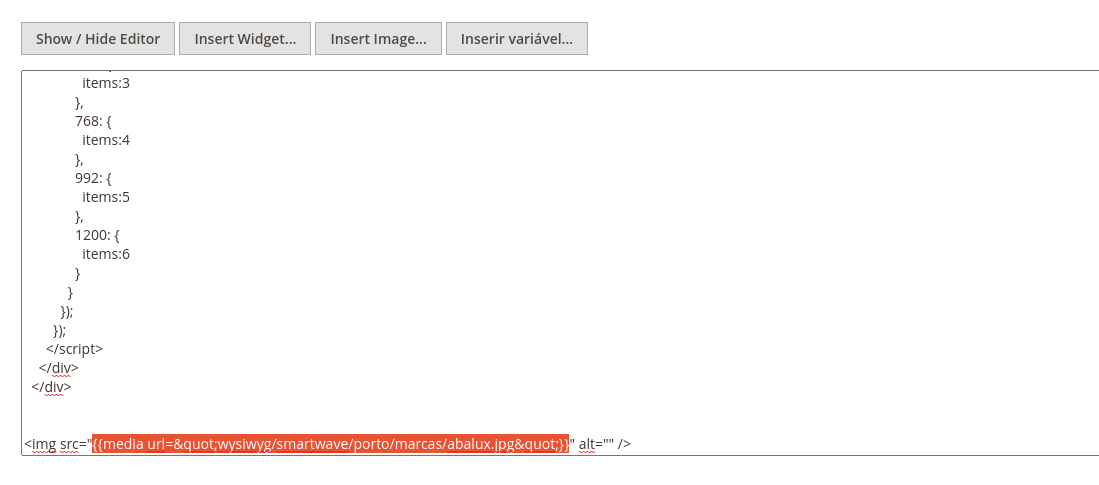 Show / Hide Editor Insert Widget... Insert Image... Inserir variável...
items:3
},
768: {
items:4
},
992: {
items:5
},
1200: {
items:6
}
}
});
});
</script>
</div>
</div>
<img src="{{media url=&quot;wysiwyg/smartwave/porto/marcas/abalux.jpg&quot;}}" alt="" />